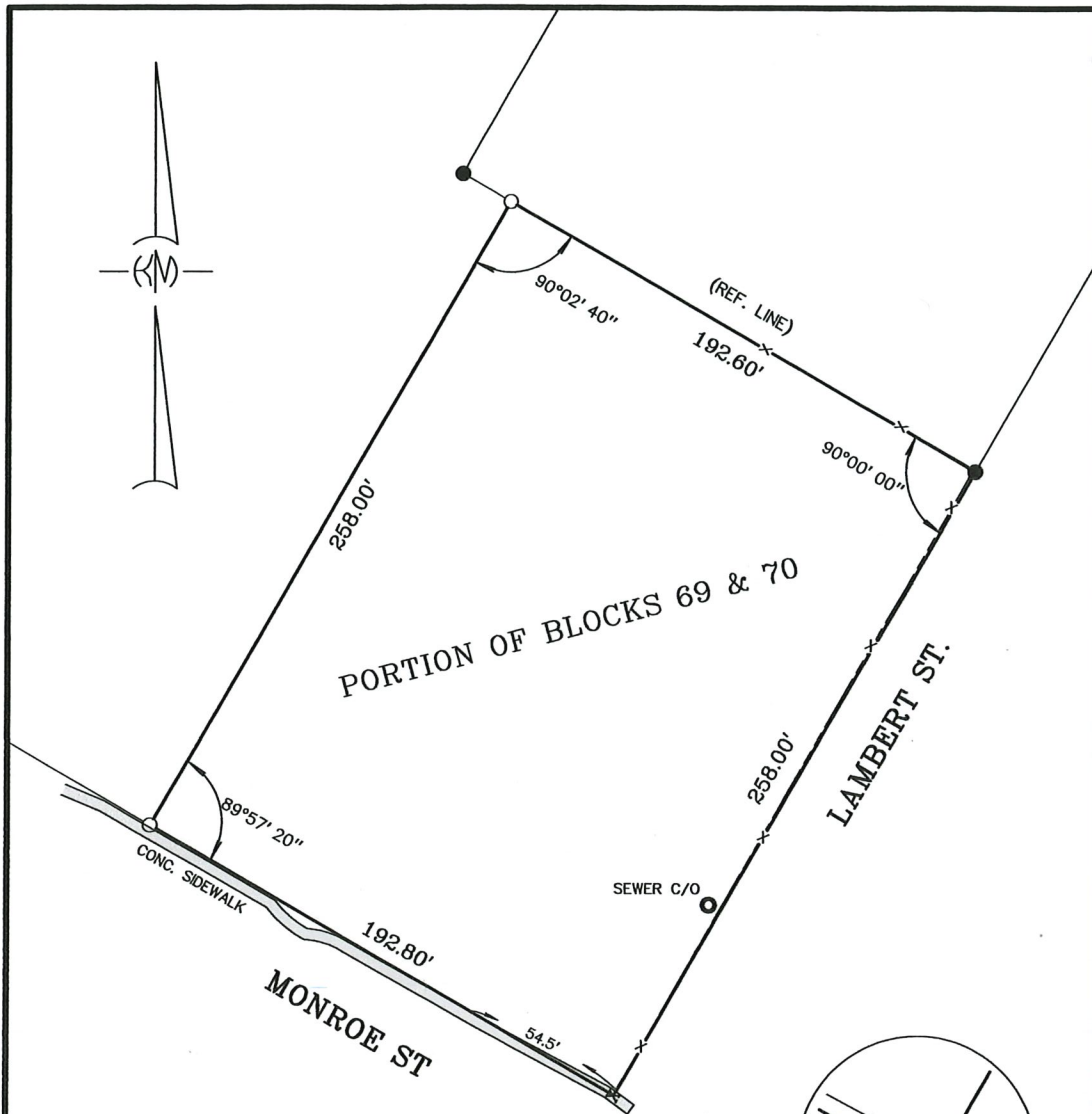 KM
90°02'40"
(REF. LINE)
192.60'
90°00'00"
258.00'
PORTION OF BLOCKS 69 & 70
LAMBERT ST.
258.00'
89°57'20"
SEWER C/O
CONC. SIDEWALK
192.80'
MONROE ST
54.5'